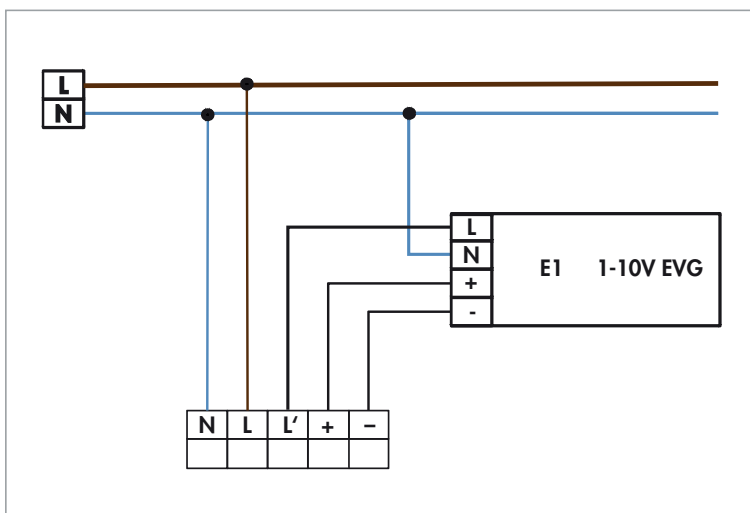 L
N
L
N
+
-
E1 1-10V EVG
N L L‘ + –